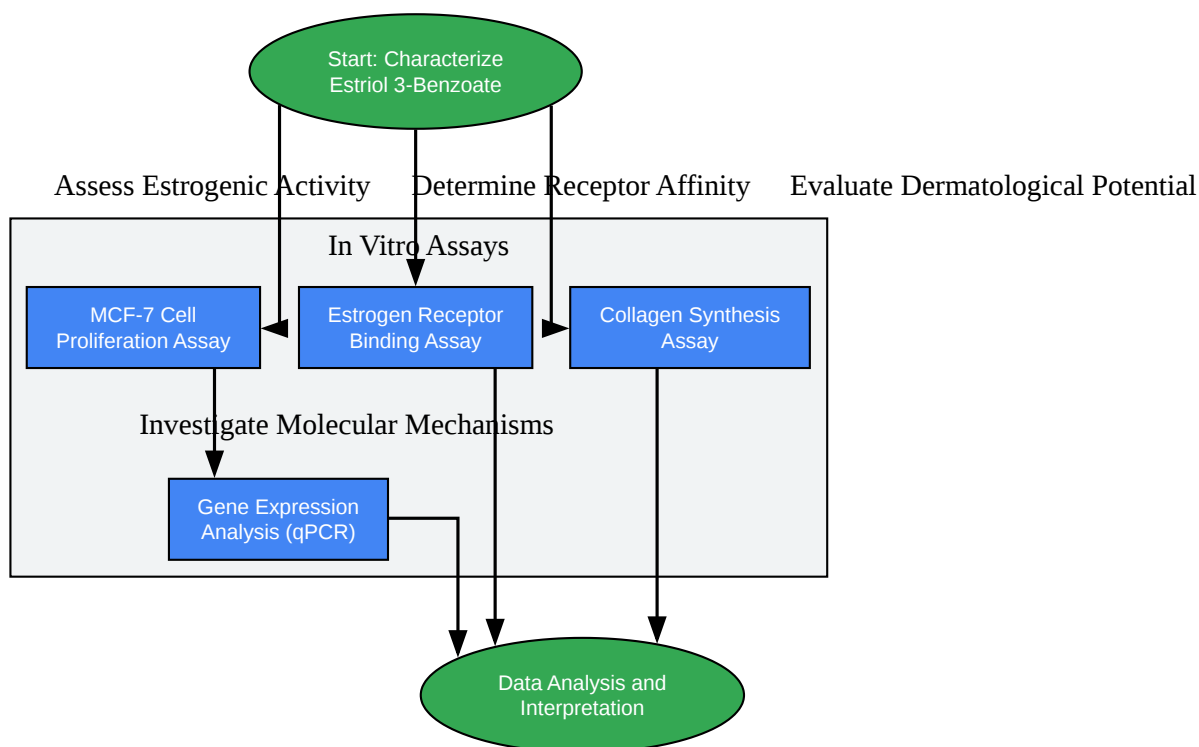 Start: Characterize
Estriol 3-Benzoate
Assess Estrogenic Activity
Determine Receptor Affinity
Evaluate Dermatological Potential
In Vitro Assays
MCF-7 Cell
Proliferation Assay
Estrogen Receptor
Binding Assay
Collagen Synthesis
Assay
Investigate Molecular Mechanisms
Gene Expression
Analysis (qPCR)
Data Analysis and
Interpretation